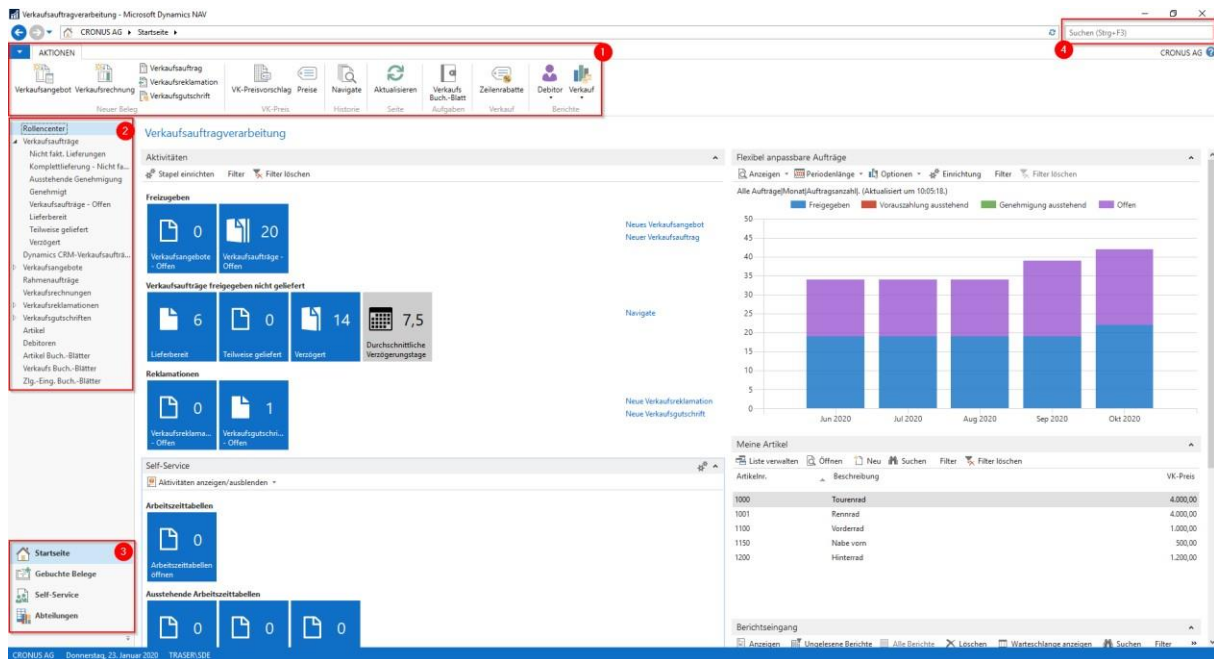 Verkaufsauftragverarbeitung - Microsoft Dynamics NAV
CRONUS AG ▸ Startseite ▸
Suchen (Strg+F3)
4
AKTIONEN
1
CRONUS AG
Verkaufsangebot
Verkaufsrechnung
Verkaufsauftrag
Verkaufsreklamation
Verkaufsgutschrift
Neuer Beleg
VK-Preisvorschlag
Preise
VK-Preis
Navigate
Historie
Aktualisieren
Seite
Verkaufs
Buch.-Blatt
Aufgaben
Zeilenrabatte
Verkauf
Debitor
Verkauf
Berichte
2
Rollencenter
Verkaufsaufträge
Nicht fakt. Lieferungen
Komplettlieferung - Nicht fa...
Ausstehende Genehmigung
Genehmigt
Verkaufsaufträge - Offen
Lieferbereit
Teilweise geliefert
Verzögert
Dynamics CRM-Verkaufsaufträ...
Verkaufsangebote
Rahmenaufträge
Verkaufsrechnungen
Verkaufsreklamationen
Verkaufsgutschriften
Artikel
Debitoren
Artikel Buch.-Blätter
Verkaufs Buch.-Blätter
Zlg.-Eing. Buch.-Blätter
3
Startseite
Gebuchte Belege
Self-Service
Abteilungen
Verkaufsauftragverarbeitung
Aktivitäten
Stapel einrichten Filter Filter löschen
Freizugeben
0
Verkaufsangebote
- Offen
20
Verkaufsaufträge -
Offen
Neues Verkaufsangebot
Neuer Verkaufsauftrag
Verkaufsaufträge freigegeben nicht geliefert
6
Lieferbereit
0
Teilweise geliefert
14
Verzögert
7,5
Durchschnittliche
Verzögerungstage
Navigate
Reklamationen
0
Verkaufsreklama...
- Offen
1
Verkaufsgutschri...
- Offen
Neue Verkaufsreklamation
Neue Verkaufsgutschrift
Self-Service
Aktivitäten anzeigen/ausblenden
Arbeitszeittabellen
0
Arbeitszeittabellen
öffnen
Ausstehende Arbeitszeittabellen
0
0
0
Flexibel anpassbare Aufträge
Anzeigen Periodenlänge Optionen Einrichtung Filter Filter löschen
Alle Aufträge|Monat|Auftragsanzahl|. (Aktualisiert um 10:05:18.)
Freigegeben Vorauszahlung ausstehend Genehmigung ausstehend Offen
50
45
40
35
30
25
20
15
10
5
0
Jun 2020 Jul 2020 Aug 2020 Sep 2020 Okt 2020
Meine Artikel
Liste verwalten Öffnen Neu Suchen Filter Filter löschen
Artikelnr. Beschreibung VK-Preis
1000 Tourenrad 4.000,00
1001 Rennrad 4.000,00
1100 Vorderrad 1.000,00
1150 Nabe vorn 500,00
1200 Hinterrad 1.200,00
Berichtseingang
Anzeigen Ungelesene Berichte Alle Berichte Löschen Warteschlange anzeigen Suchen Filter »
CRONUS AG Donnerstag, 23. Januar 2020 TRASER\SDE